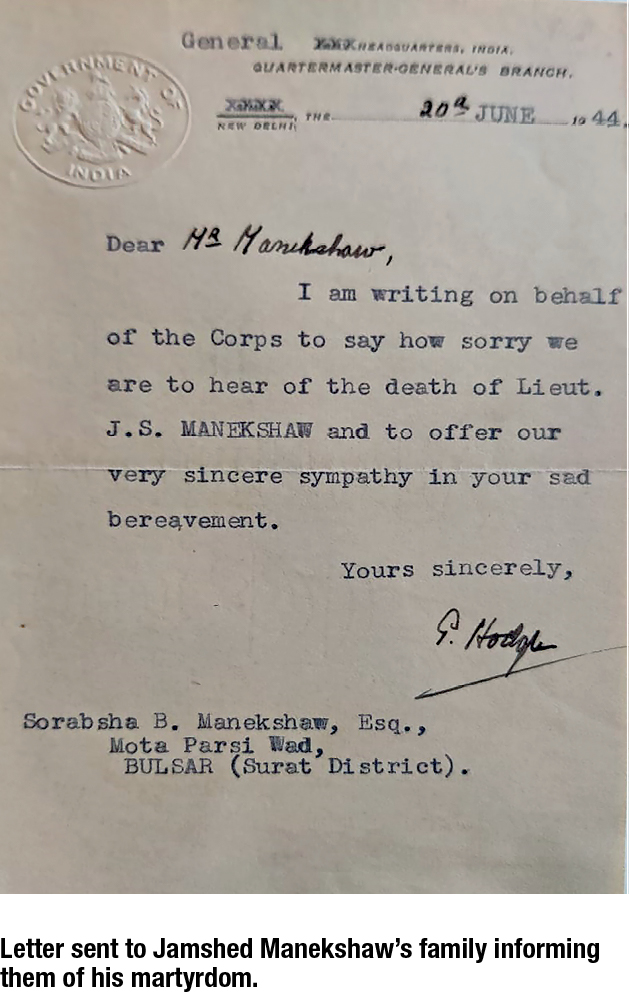 GOVERNMENT OF
INDIA
General HEADQUARTERS, INDIA.
QUARTERMASTER-GENERAL'S BRANCH.
NEW DELHI, THE 20th JUNE 1944.
Dear Mr Manekshaw,
I am writing on behalf
of the Corps to say how sorry we
are to hear of the death of Lieut.
J.S. MANEKSHAW and to offer our
very sincere sympathy in your sad
bereavement.
Yours sincerely,
Sorabsha B. Manekshaw, Esq.,
Mota Parsi Wad,
BULSAR (Surat District).
Letter sent to Jamshed Manekshaw's family informing
them of his martyrdom.